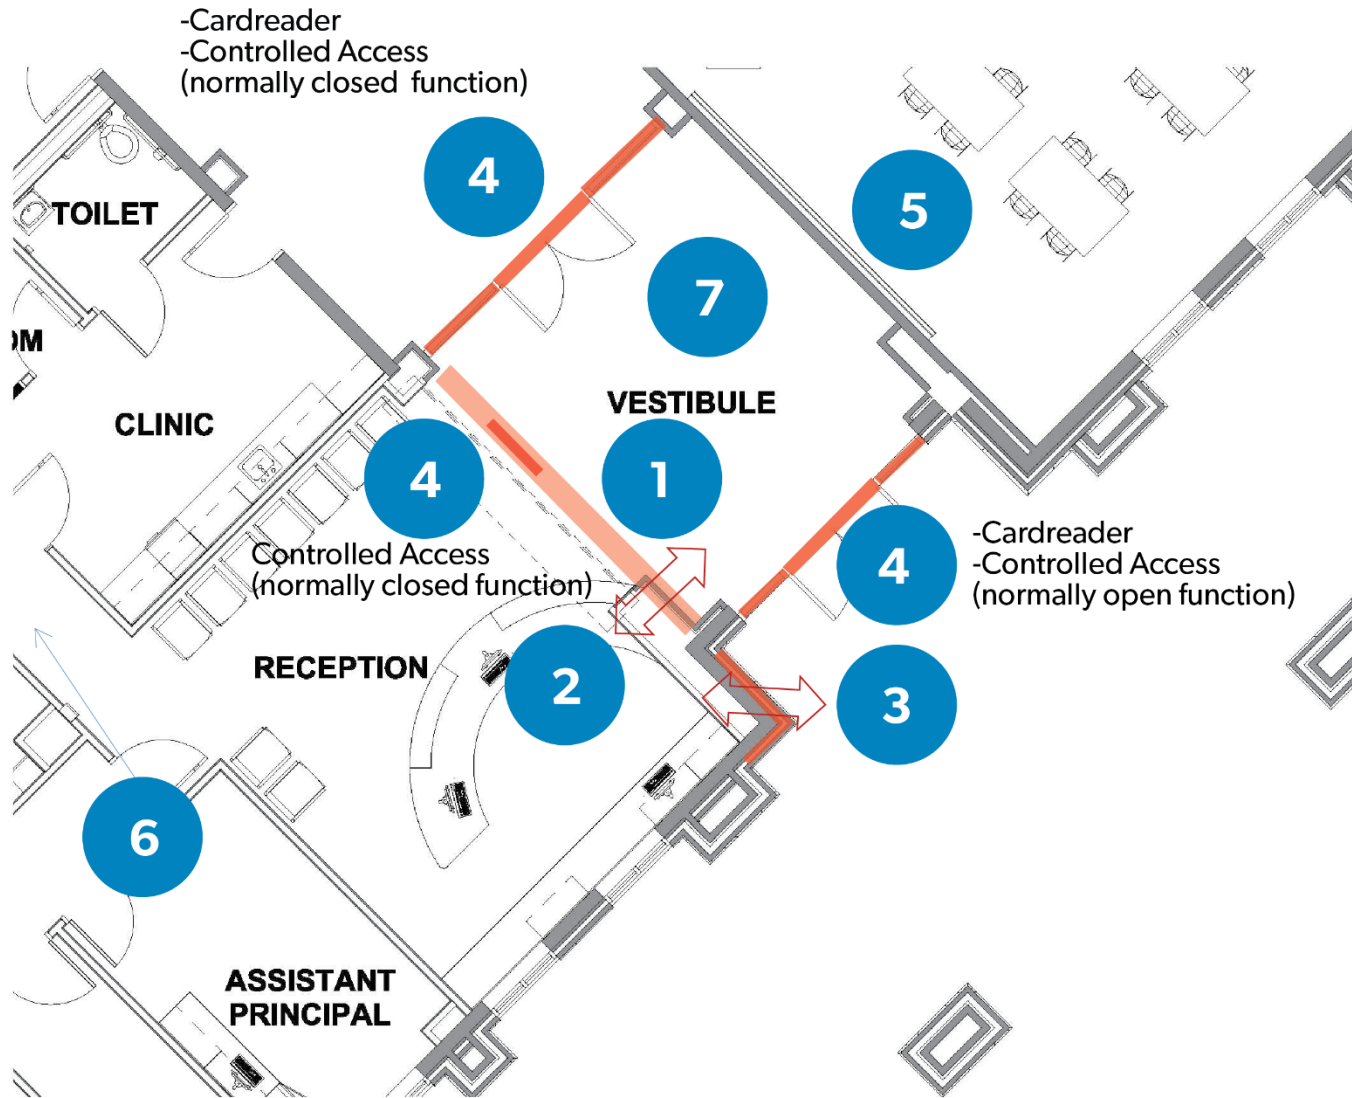 -Cardreader
-Controlled Access
(normally closed function)
4
5
TOILET
7
OM
VESTIBULE
CLINIC
4
1
Controlled Access
(normally closed function)
4
-Cardreader
-Controlled Access
(normally open function)
RECEPTION
2
3
6
ASSISTANT
PRINCIPAL